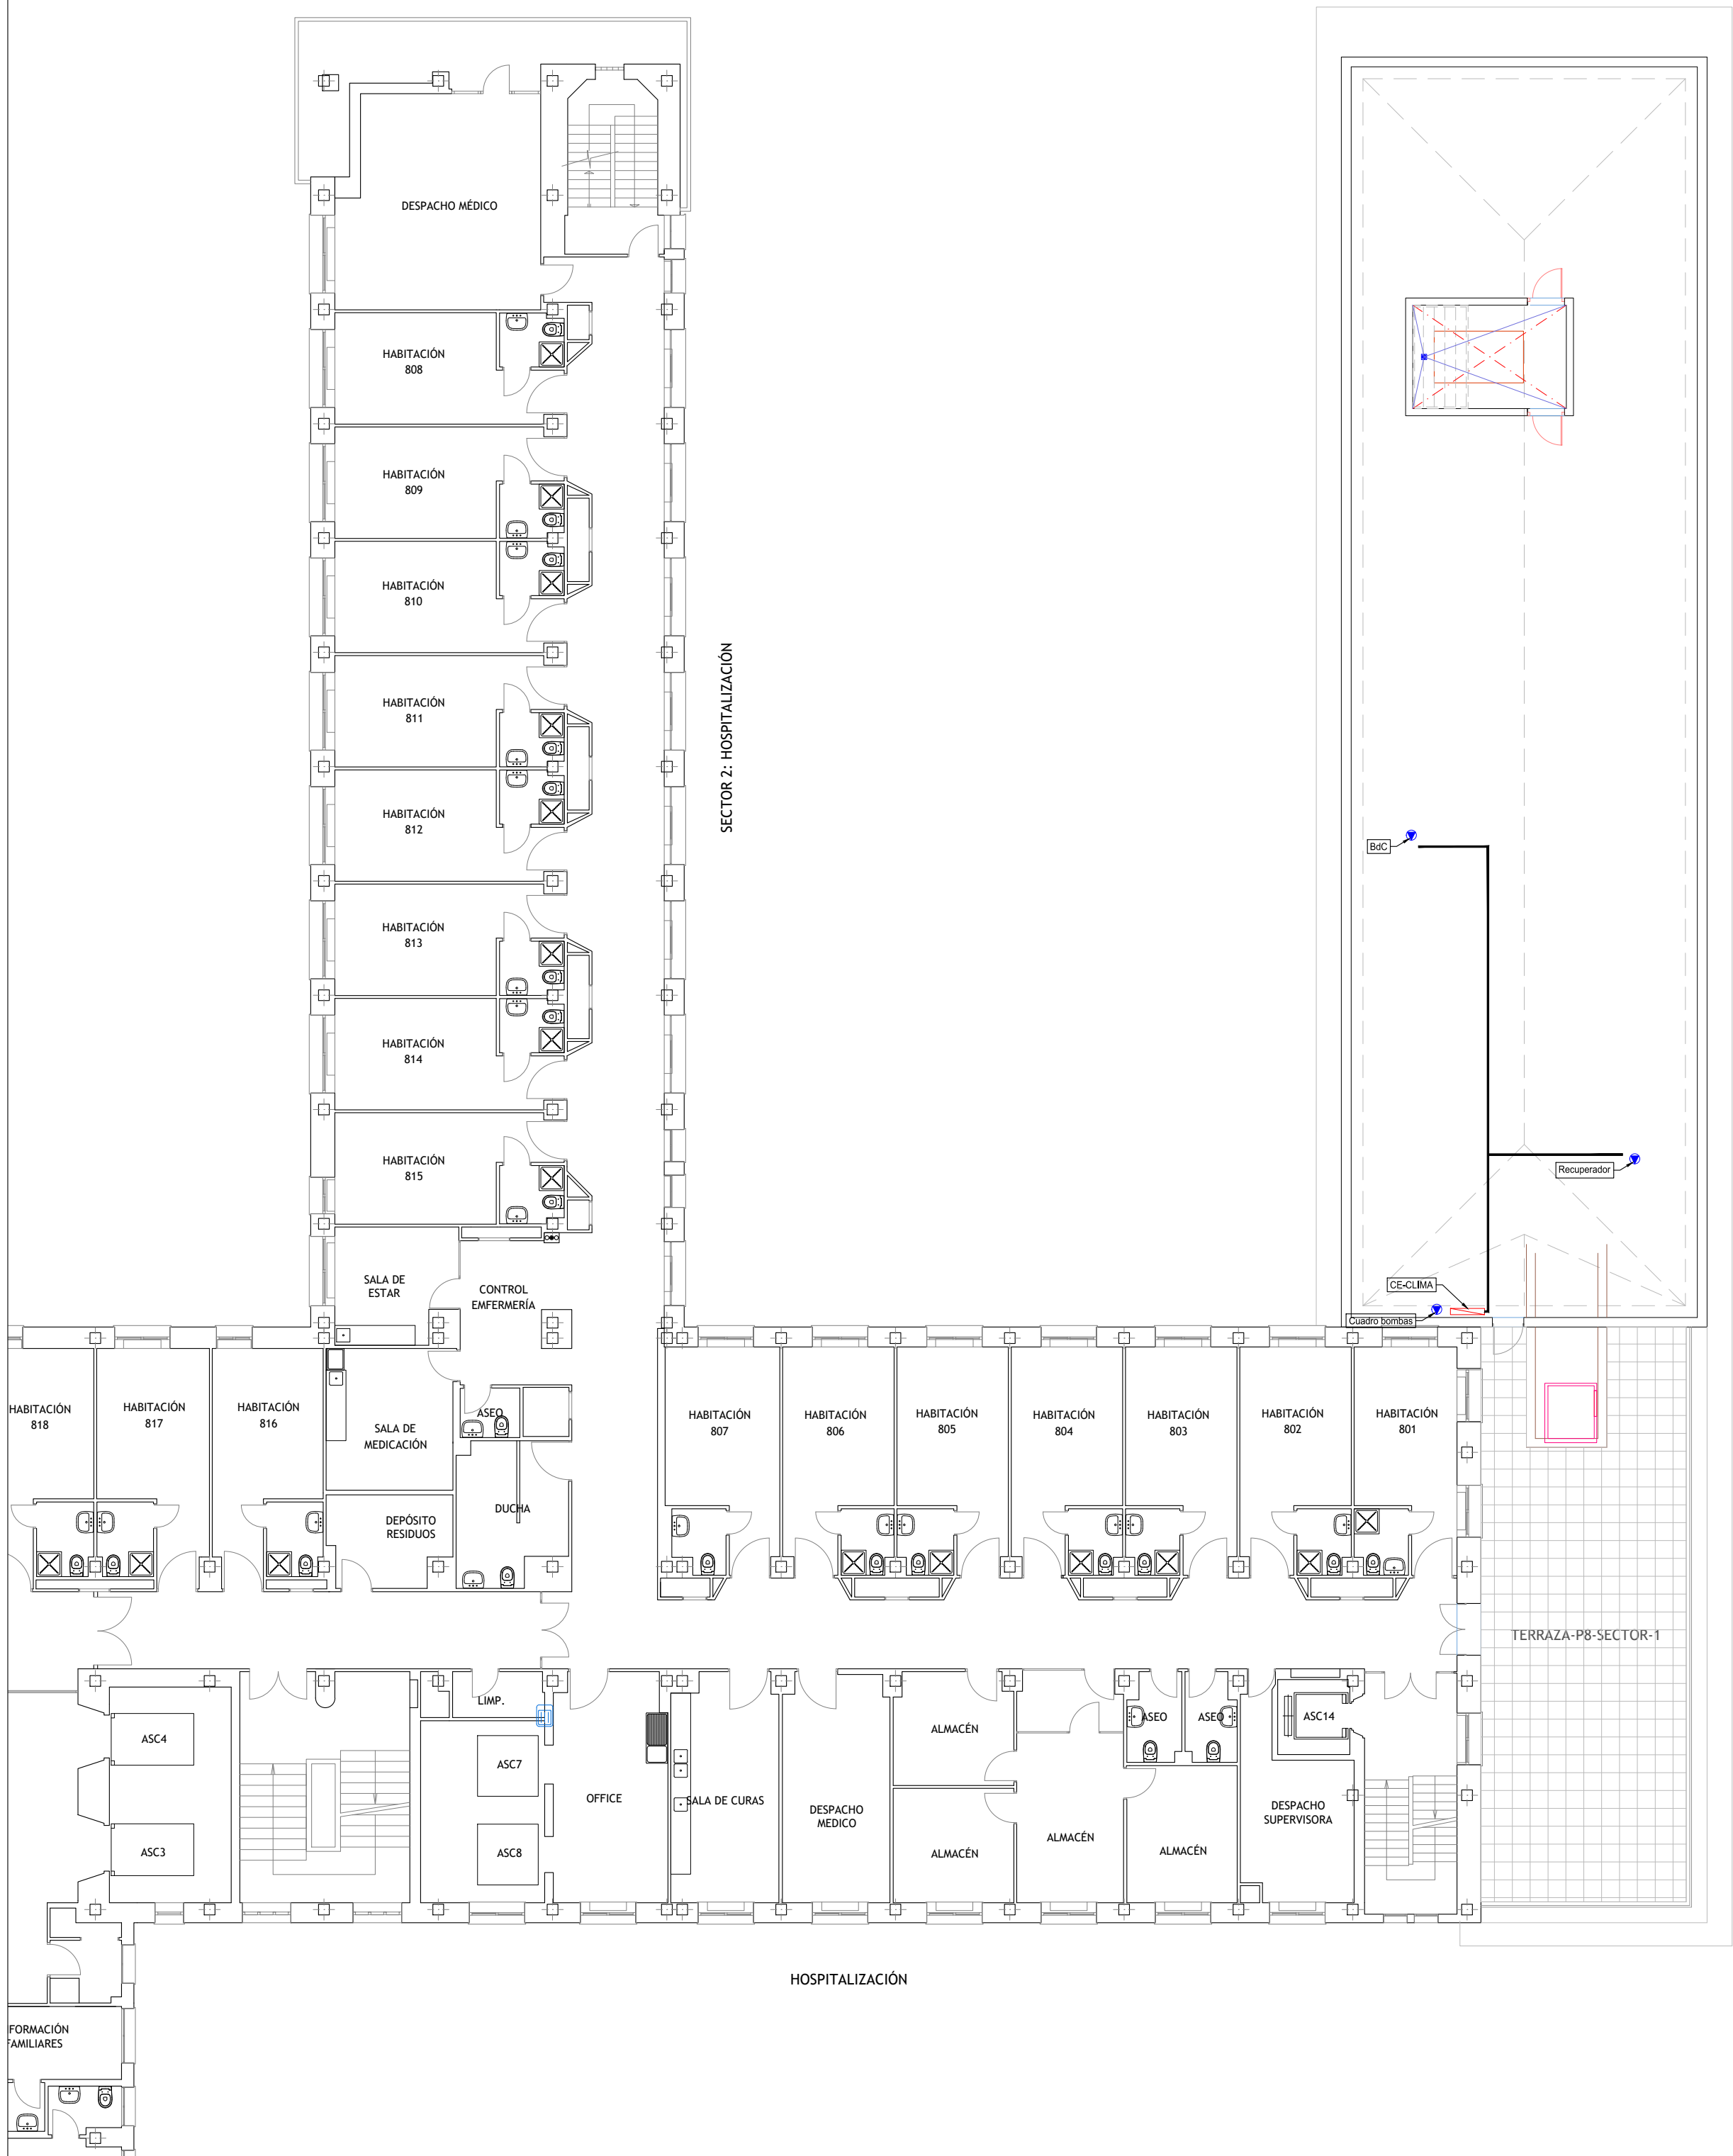 DESPACHO MÉDICO
HABITACIÓN
808
HABITACIÓN
809
HABITACIÓN
810
HABITACIÓN
811
HABITACIÓN
812
HABITACIÓN
813
HABITACIÓN
814
HABITACIÓN
815
SECTOR 2: HOSPITALIZACIÓN
BdC
Recuperador
CE-CLIMA
Cuadro bombas
SALA DE
ESTAR
CONTROL
EMFERMERÍA
HABITACIÓN
818
HABITACIÓN
817
HABITACIÓN
816
SALA DE
MEDICACIÓN
ASEO
DEPÓSITO
RESIDUOS
DUCHA
HABITACIÓN
807
HABITACIÓN
806
HABITACIÓN
805
HABITACIÓN
804
HABITACIÓN
803
HABITACIÓN
802
HABITACIÓN
801
TERRAZA-P8-SECTOR-1
ASC4
ASC3
LIMP.
ASC7
ASC8
OFFICE
SALA DE CURAS
DESPACHO
MEDICO
ALMACÉN
ALMACÉN
ALMACÉN
ASEO
ASEO
ALMACÉN
ASC14
DESPACHO
SUPERVISORA
HOSPITALIZACIÓN
FORMACIÓN
FAMILIARES